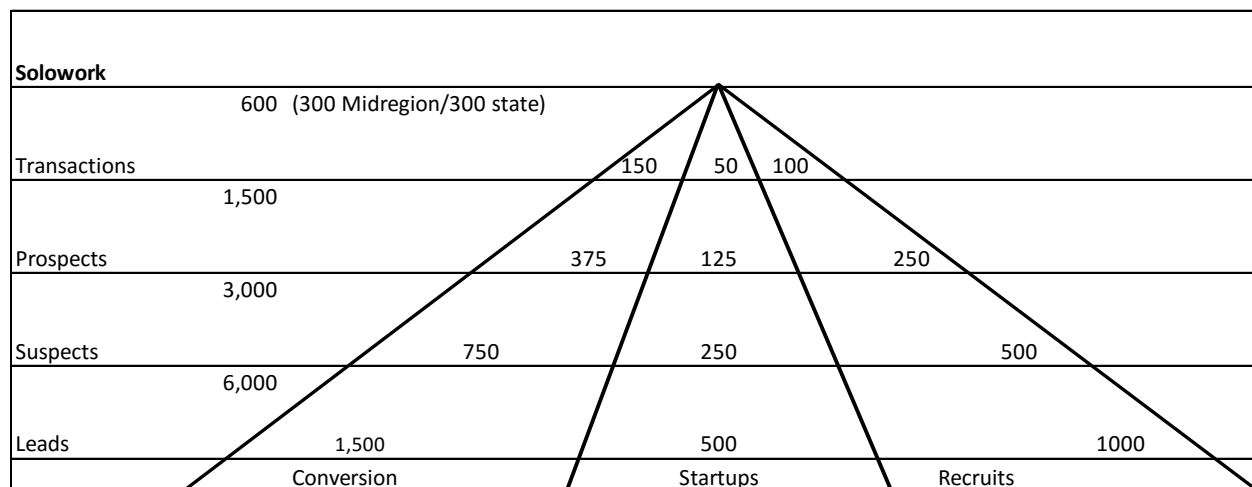 Solowork
600 (300 Midregion/300 state)
Transactions 150 50 100
1,500
Prospects 375 125 250
3,000
Suspects 750 250 500
6,000
Leads 1,500 500 1000
Conversion Startups Recruits